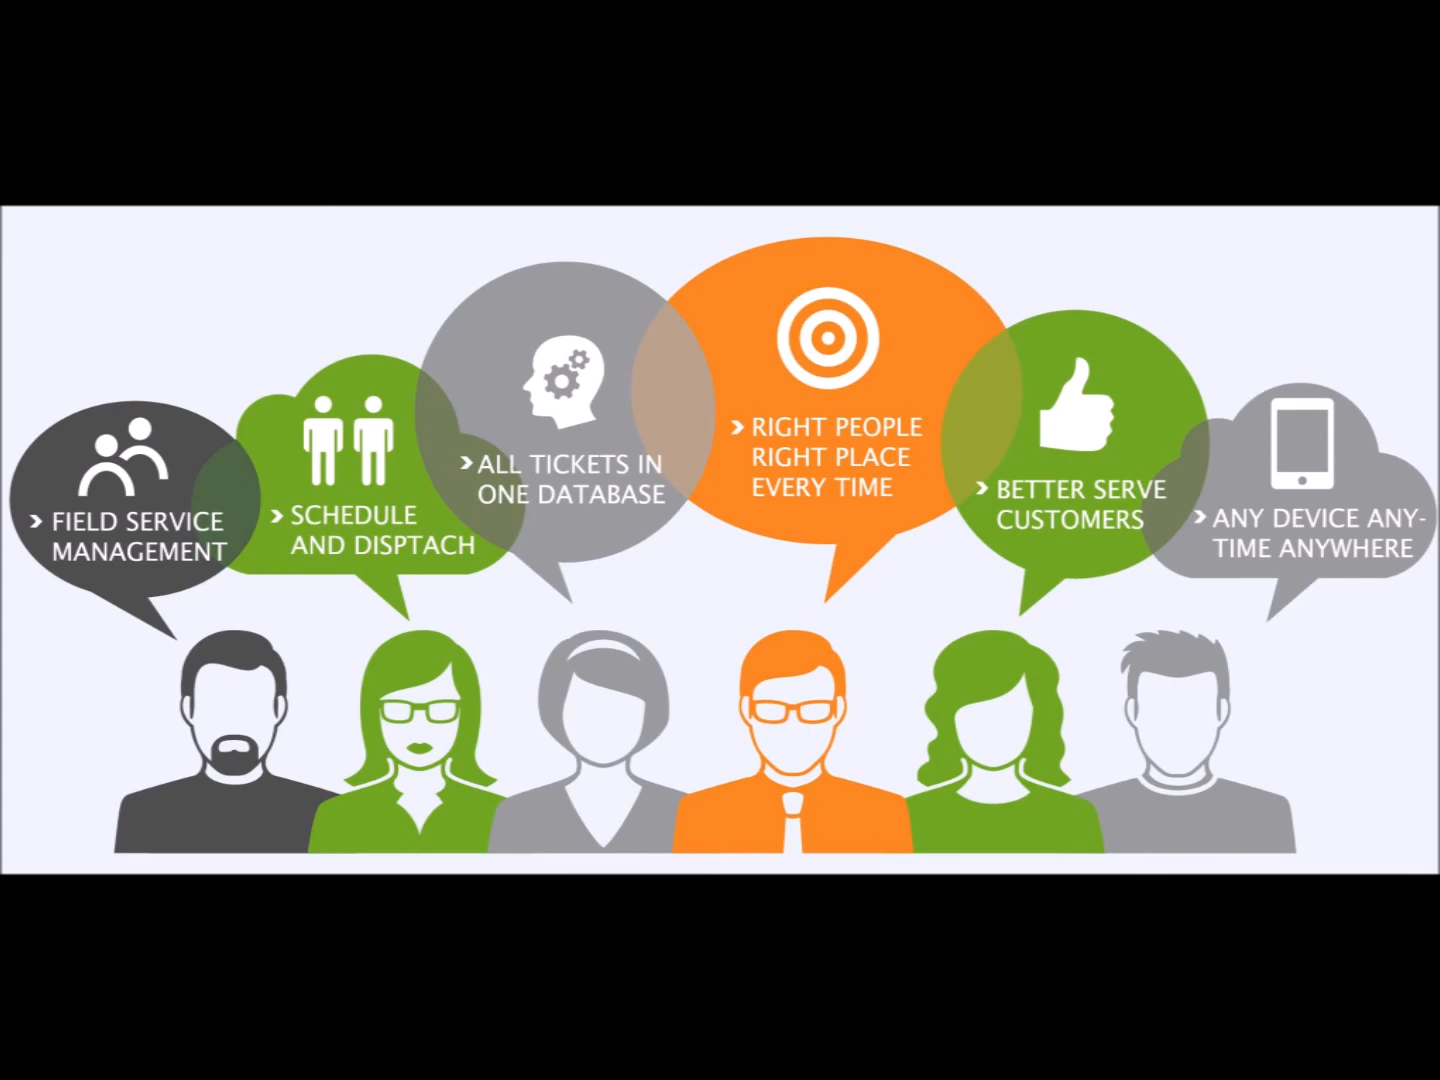 › FIELD SERVICE
MANAGEMENT
› SCHEDULE
AND DISPTACH
› ALL TICKETS IN
ONE DATABASE
› RIGHT PEOPLE
RIGHT PLACE
EVERY TIME
› BETTER SERVE
CUSTOMERS
› ANY DEVICE ANY-
TIME ANYWHERE